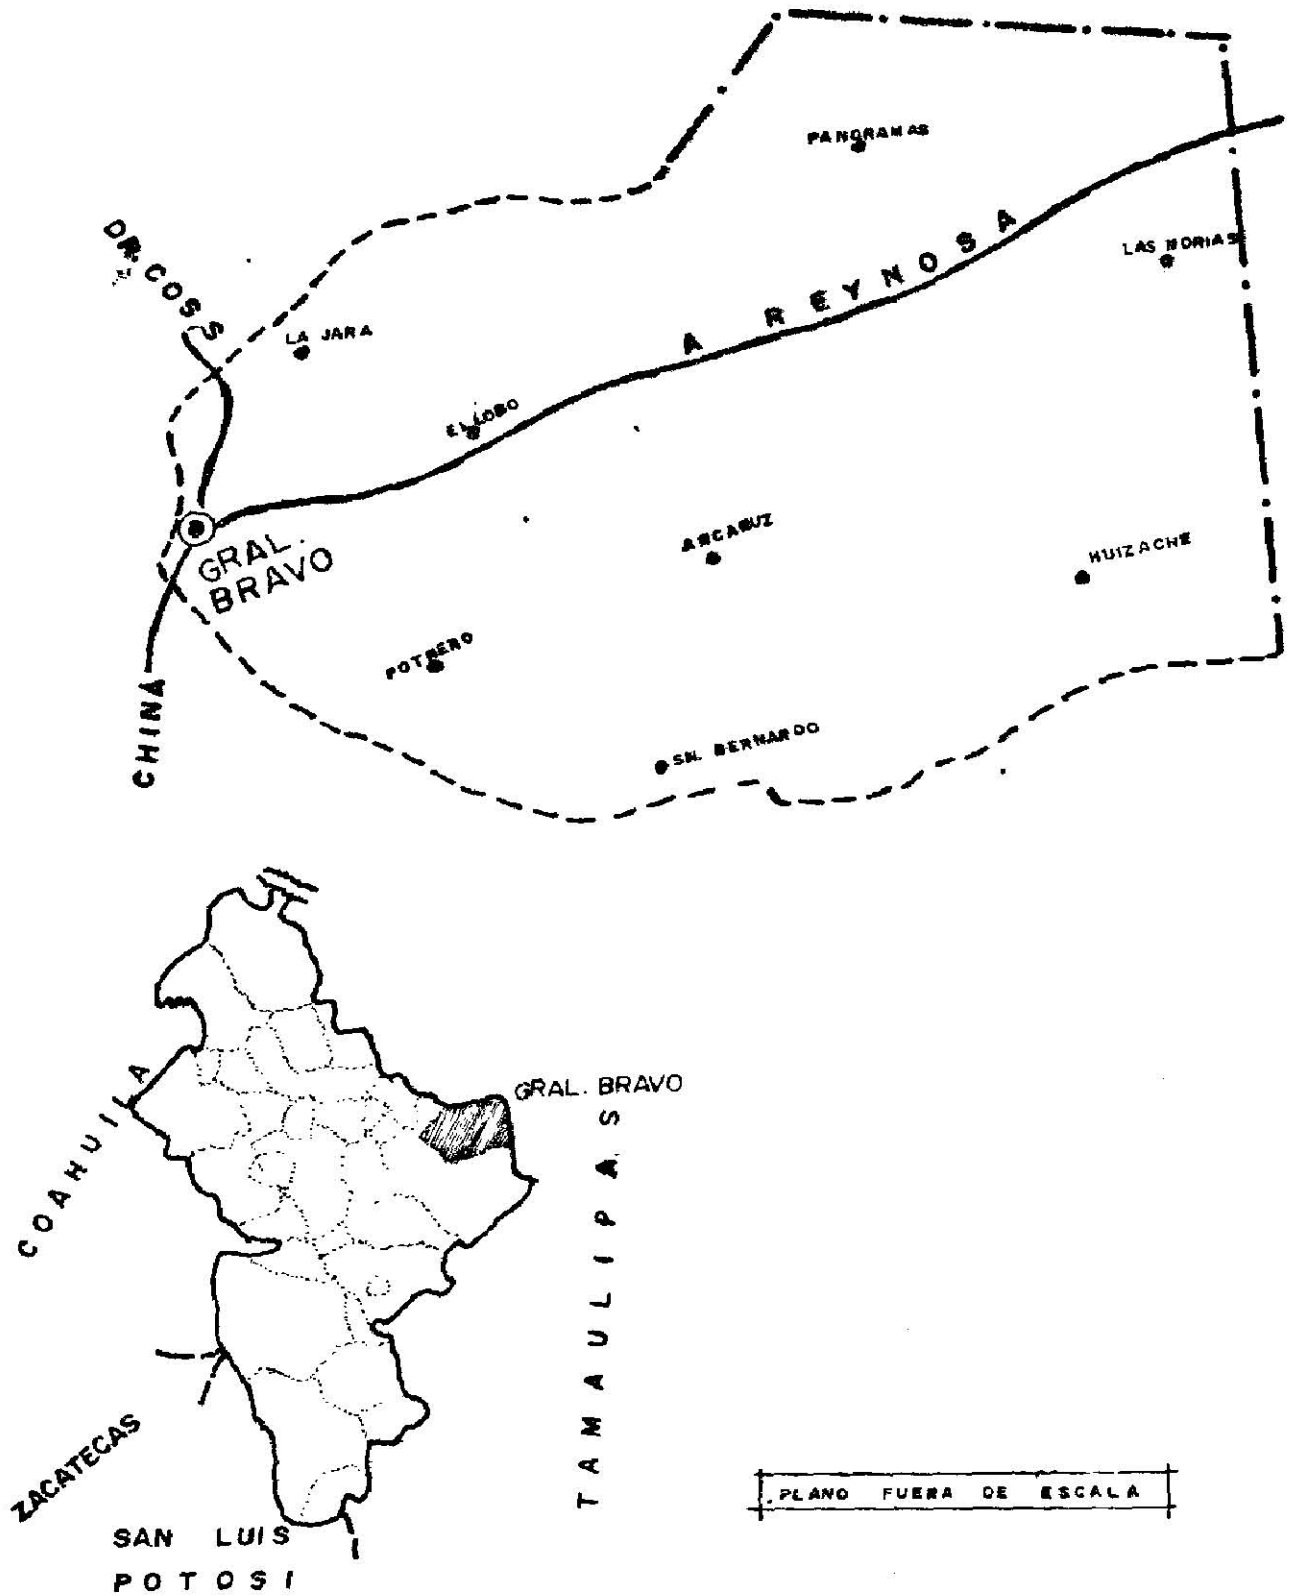 PANORAMAS
DR. COSS
A REYNOSA
LAS NORIAS
LA JARA
EL LOBO
ARCABUZ
HUIZACHE
GRAL.
BRAVO
POTRERO
CHINA
SN. BERNARDO
GRAL. BRAVO
COAHUILA
TAMAULIPAS
ZACATECAS
SAN LUIS
POTOSI
PLANO FUERA DE ESCALA